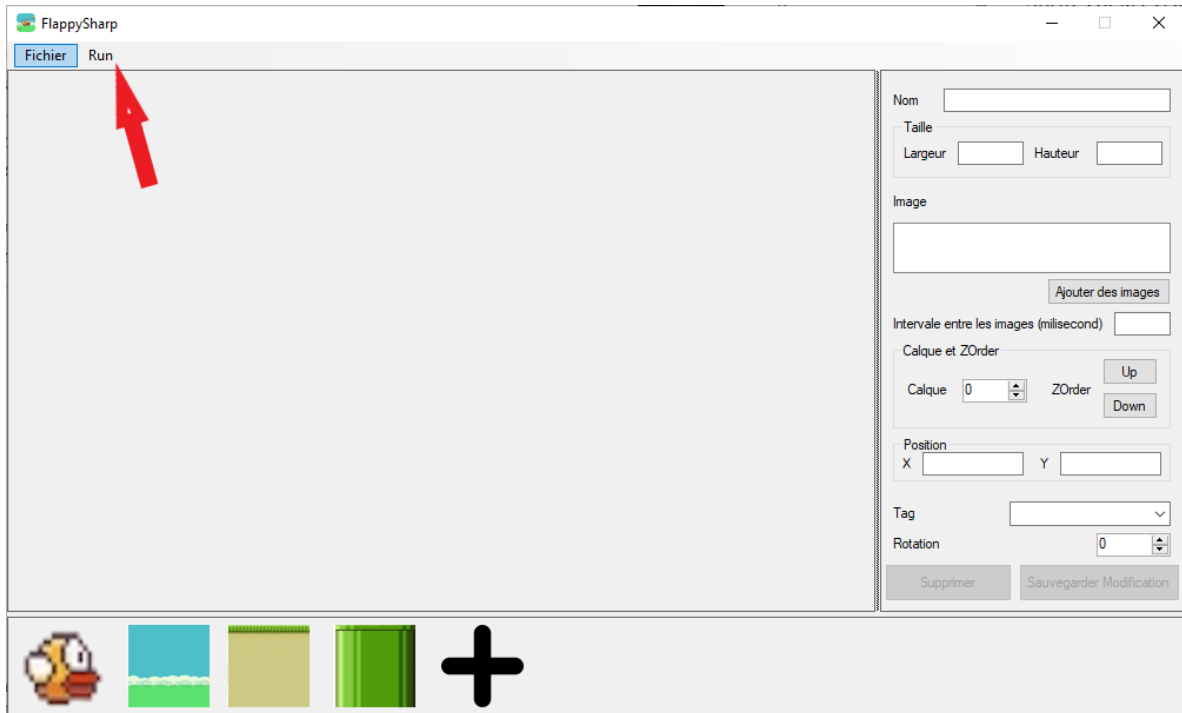 FlappySharp
Fichier Run
Nom
Taille
Largeur Hauteur
Image
Ajouter des images
Intervale entre les images (milisecond)
Calque et ZOrder
Up
Calque 0 ZOrder
Down
Position
X Y
Tag
Rotation 0
Supprimer Sauvegarder Modification